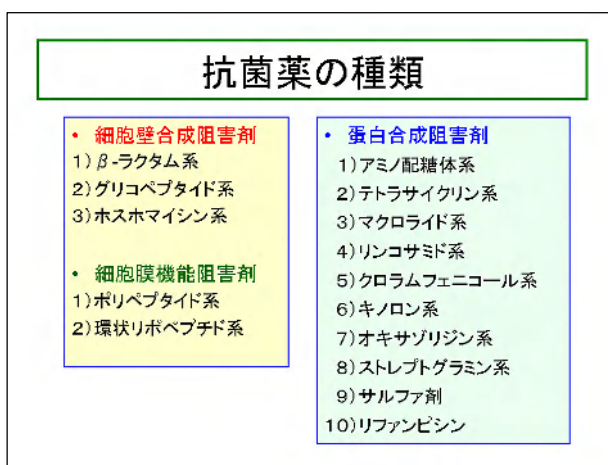 抗菌薬の種類
・ 細胞壁合成阻害剤
1)β-ラクタム系
2)グリコペプタイド系
3)ホスホマイシン系
・ 細胞膜機能阻害剤
1)ポリペプタイド系
2)環状リポペプチド系
・ 蛋白合成阻害剤
1)アミノ配糖体系
2)テトラサイクリン系
3)マクロライド系
4)リンコサミド系
5)クロラムフェニコール系
6)キノロン系
7)オキサゾリジン系
8)ストレプトグラミン系
9)サルファ剤
10)リファンピシン